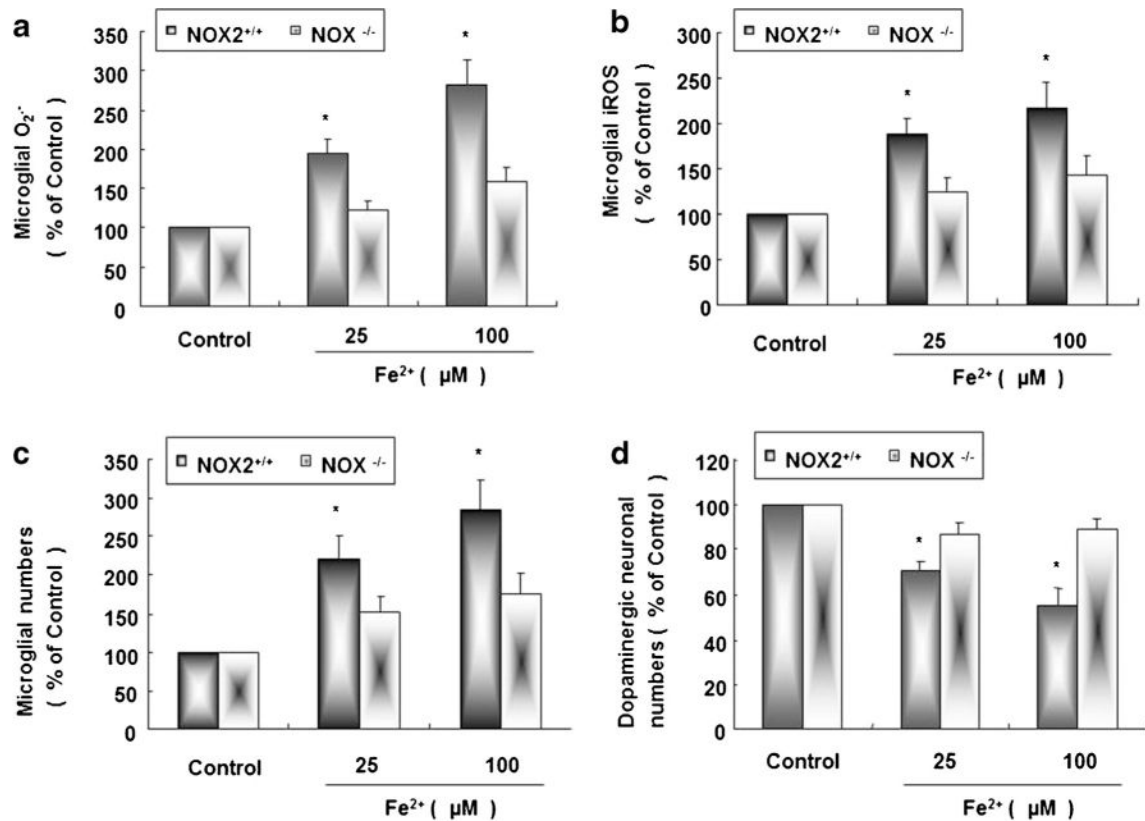 a
NOX2+/+ NOX -/-
350
300
250
200
150
100
50
0
Microglial O2·-
( % of Control )
*
*
Control 25 100
Fe2+ ( µM )
b
NOX2+/+ NOX -/-
300
250
200
150
100
50
0
Microglial iROS
( % of Control )
*
*
Control 25 100
Fe2+ ( µM )
c
NOX2+/+ NOX -/-
350
300
250
200
150
100
50
0
Microglial numbers
( % of Control )
*
*
Control 25 100
Fe2+ ( µM )
d
NOX2+/+ NOX -/-
120
100
80
60
40
20
0
Dopaminergic neuronal
numbers ( % of Control )
*
*
Control 25 100
Fe2+ ( µM )